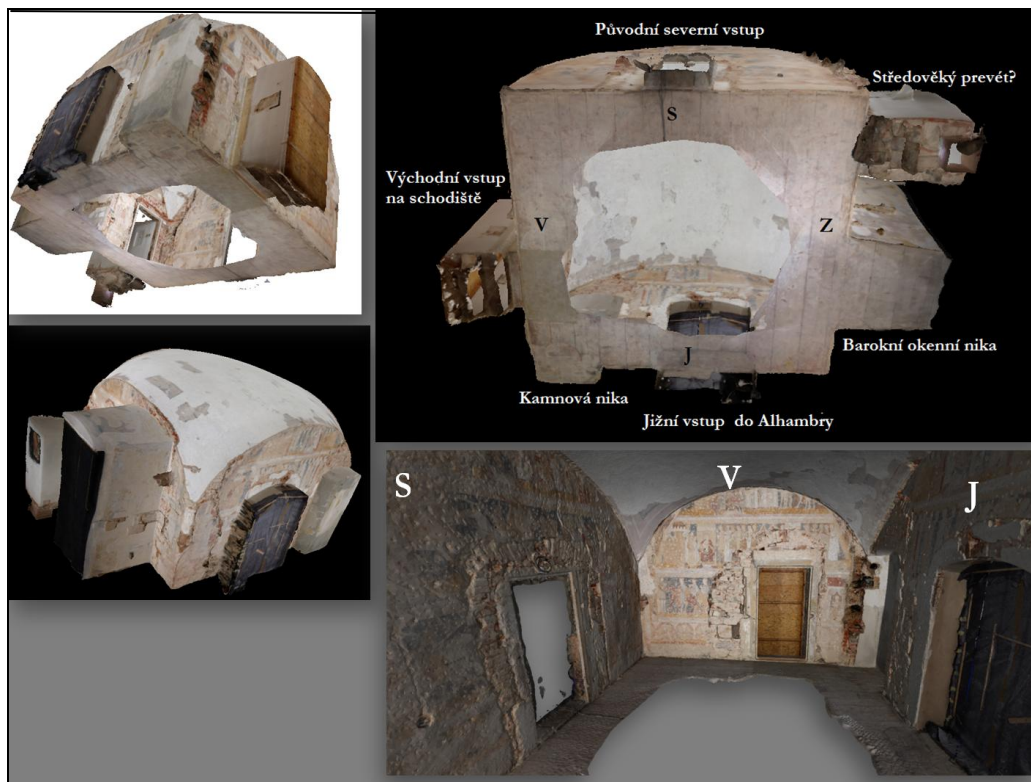 Původní severní vstup
Středověký prevét?
S
Východní vstup
na schodiště
V
Z
Barokní okenní nika
J
Kamnová nika
Jižní vstup do Alhambry
S
V
J